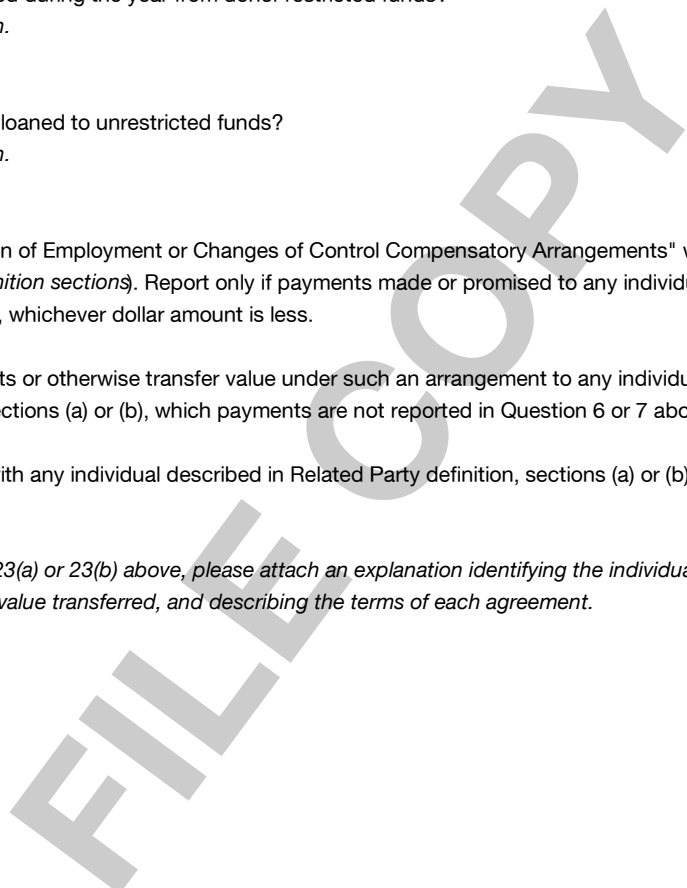 ed during the year from donor restricted funds?
n.
loaned to unrestricted funds?
n.
n of Employment or Changes of Control Compensatory Arrangements" w
nition sections). Report only if payments made or promised to any individu
, whichever dollar amount is less.
ts or otherwise transfer value under such an arrangement to any individu
ections (a) or (b), which payments are not reported in Question 6 or 7 abo
ith any individual described in Related Party definition, sections (a) or (b)
23(a) or 23(b) above, please attach an explanation identifying the individua
value transferred, and describing the terms of each agreement.
FILE COPY